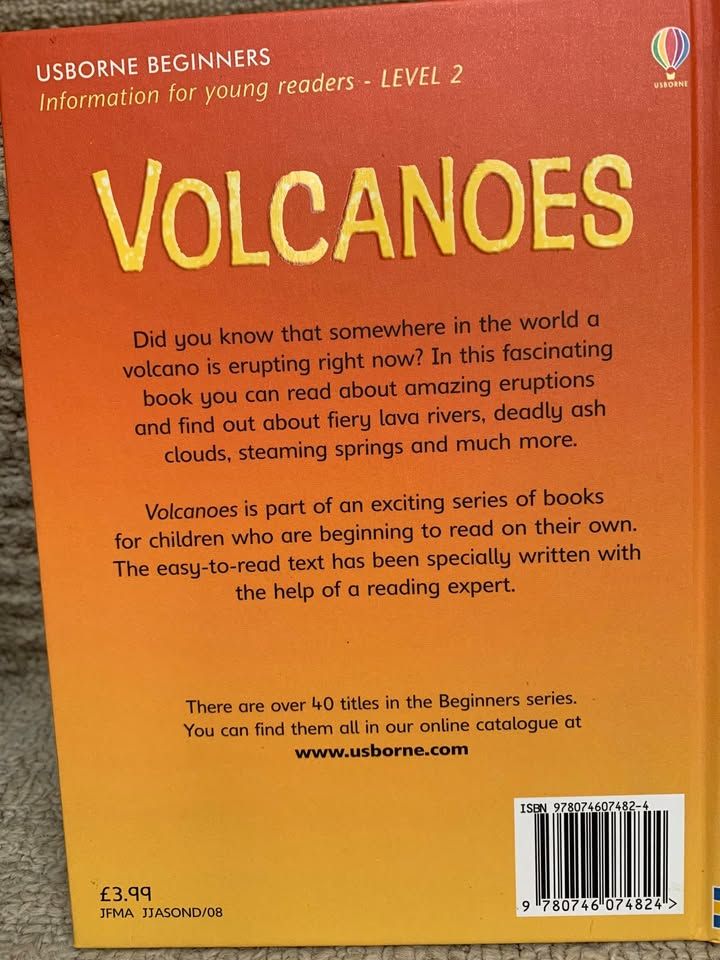 USBORNE BEGINNERS
Information for young readers - LEVEL 2
USBORNE
VOLCANOES
Did you know that somewhere in the world a
volcano is erupting right now? In this fascinating
book you can read about amazing eruptions
and find out about fiery lava rivers, deadly ash
clouds, steaming springs and much more.
Volcanoes is part of an exciting series of books
for children who are beginning to read on their own.
The easy-to-read text has been specially written with
the help of a reading expert.
There are over 40 titles in the Beginners series.
You can find them all in our online catalogue at
www.usborne.com
ISBN 978074607482-4
9 780746 074824 >
£3.99
JFMA JJASOND/08